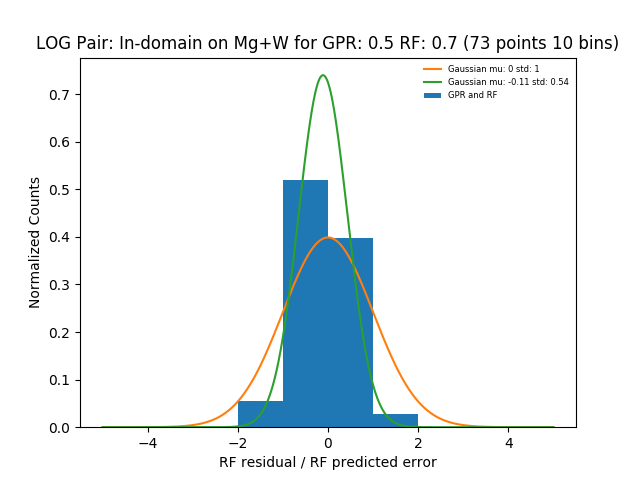 LOG Pair: In-domain on Mg+W for GPR: 0.5 RF: 0.7 (73 points 10 bins)
Gaussian mu: 0 std: 1
Gaussian mu: -0.11 std: 0.54
GPR and RF
Normalized Counts
0.7
0.6
0.5
0.4
0.3
0.2
0.1
0.0
−4 −2 0 2 4
RF residual / RF predicted error